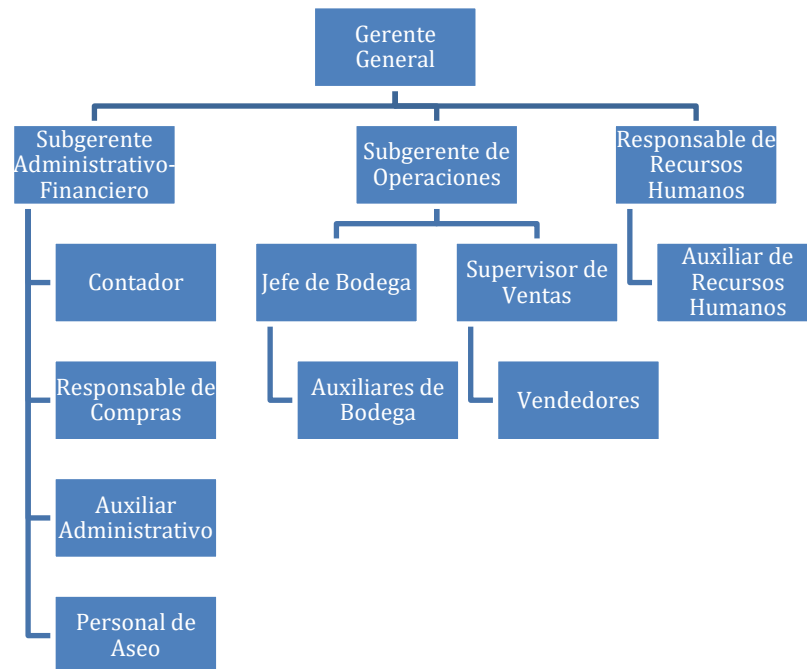 Gerente
General
Subgerente
Administrativo-
Financiero
Subgerente de
Operaciones
Responsable de
Recursos
Humanos
Contador
Jefe de Bodega
Supervisor de
Ventas
Auxiliar de
Recursos
Humanos
Responsable de
Compras
Auxiliares de
Bodega
Vendedores
Auxiliar
Administrativo
Personal de
Aseo